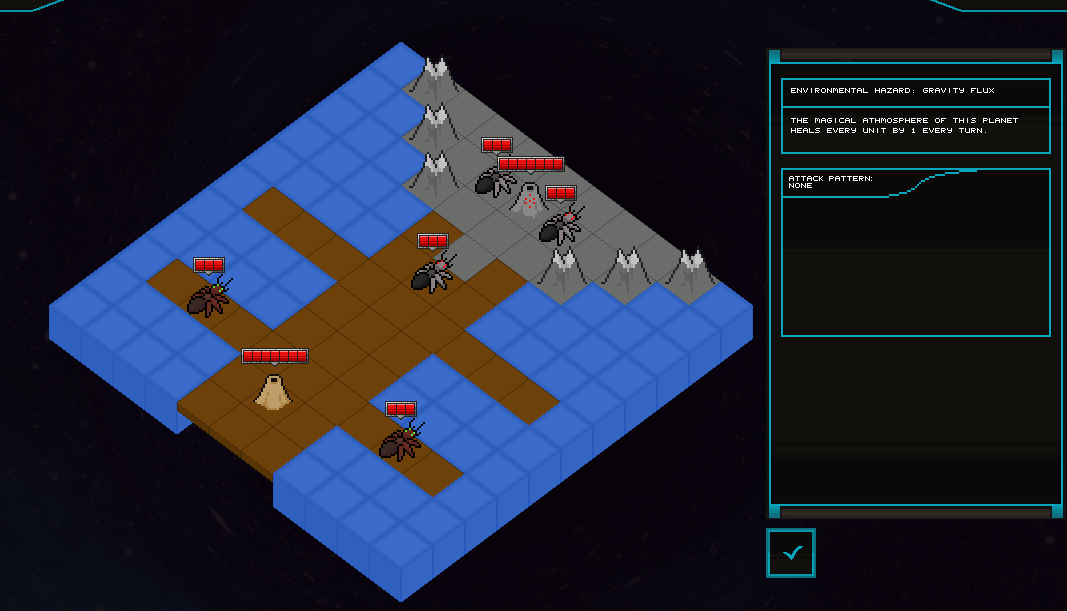 ENVIRONMENTAL HAZARD: GRAVITY FLUX
THE MAGICAL ATHMOSPHERE OF THIS PLANET
HEALS EVERY UNIT BY 1 EVERY TURN.
ATTACK PATTERN:
NONE